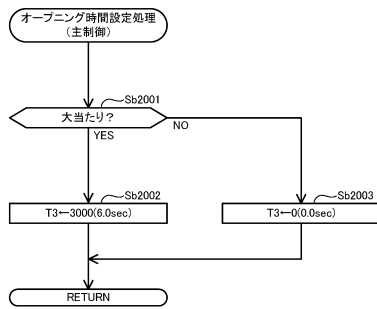 オープニング時間設定処理
（主制御）
Sb2001
大当たり？
NO
YES
Sb2002
Sb2003
T3←3000(6.0sec)
T3←0(0.0sec)
RETURN